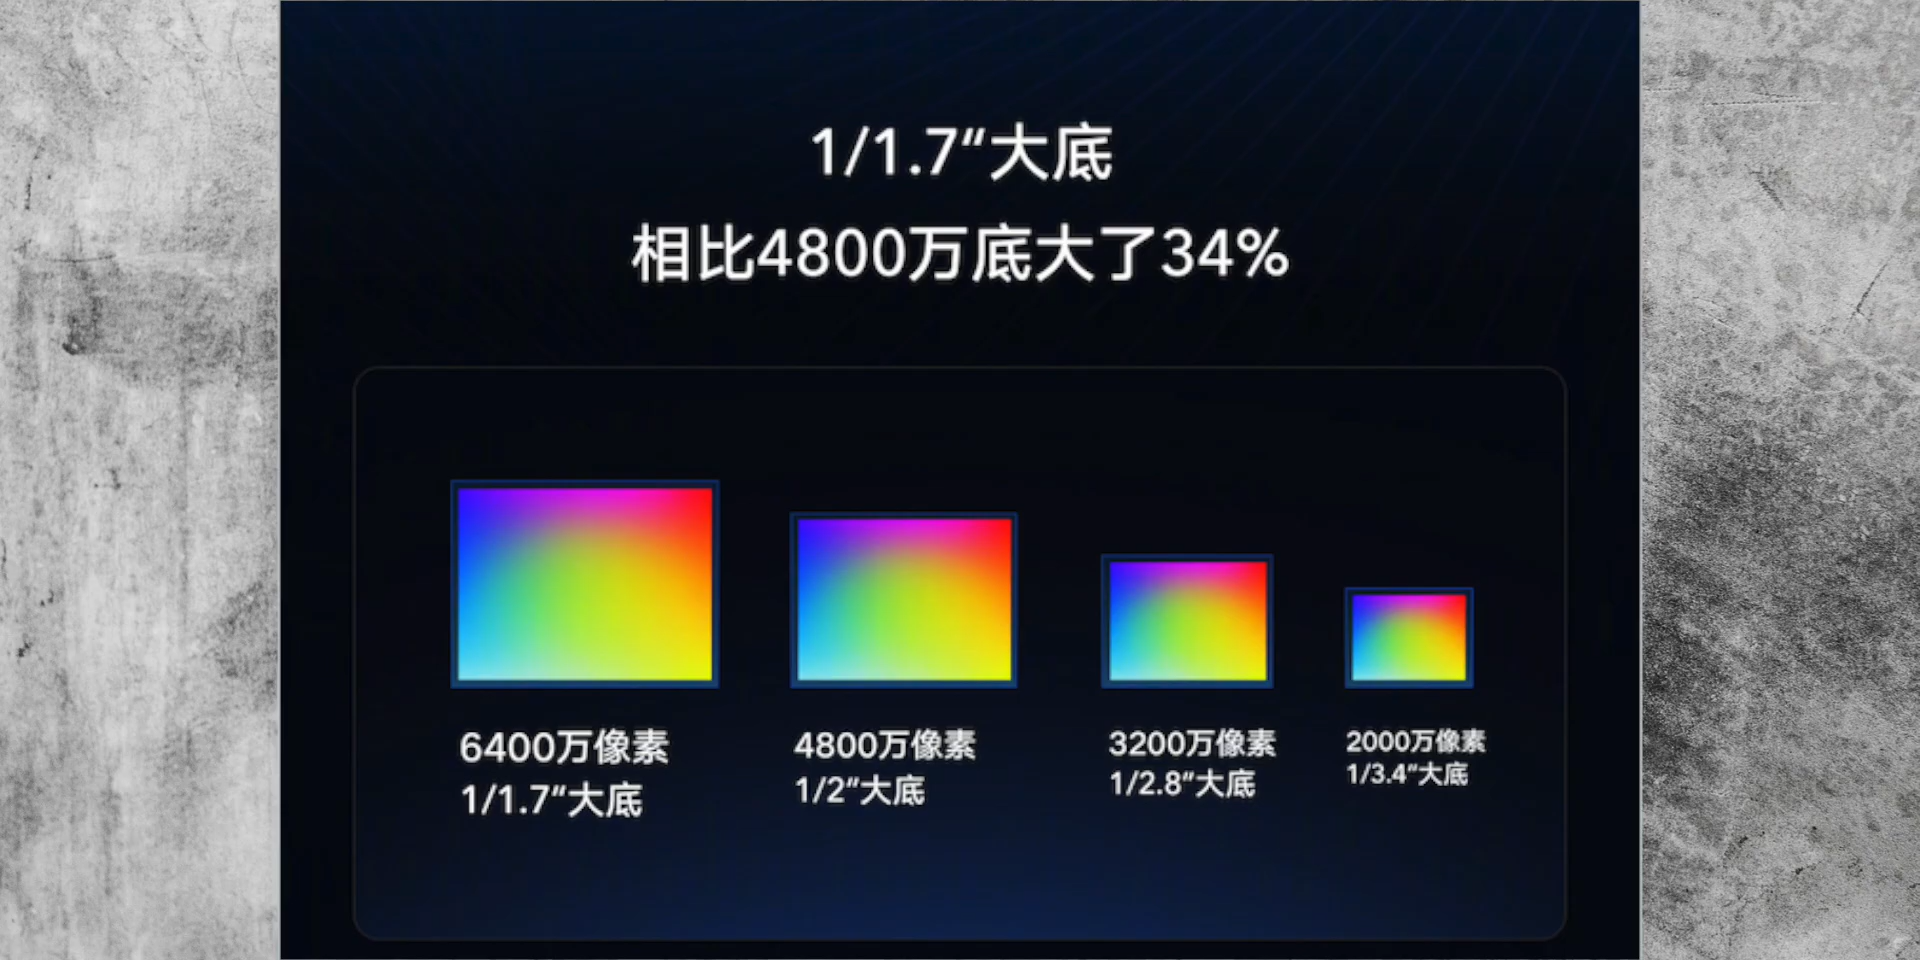 1/1.7"大底
相比4800万底大了34%
6400万像素
1/1.7"大底
4800万像素
1/2"大底
3200万像素
1/2.8"大底
2000万像素
1/3.4"大底